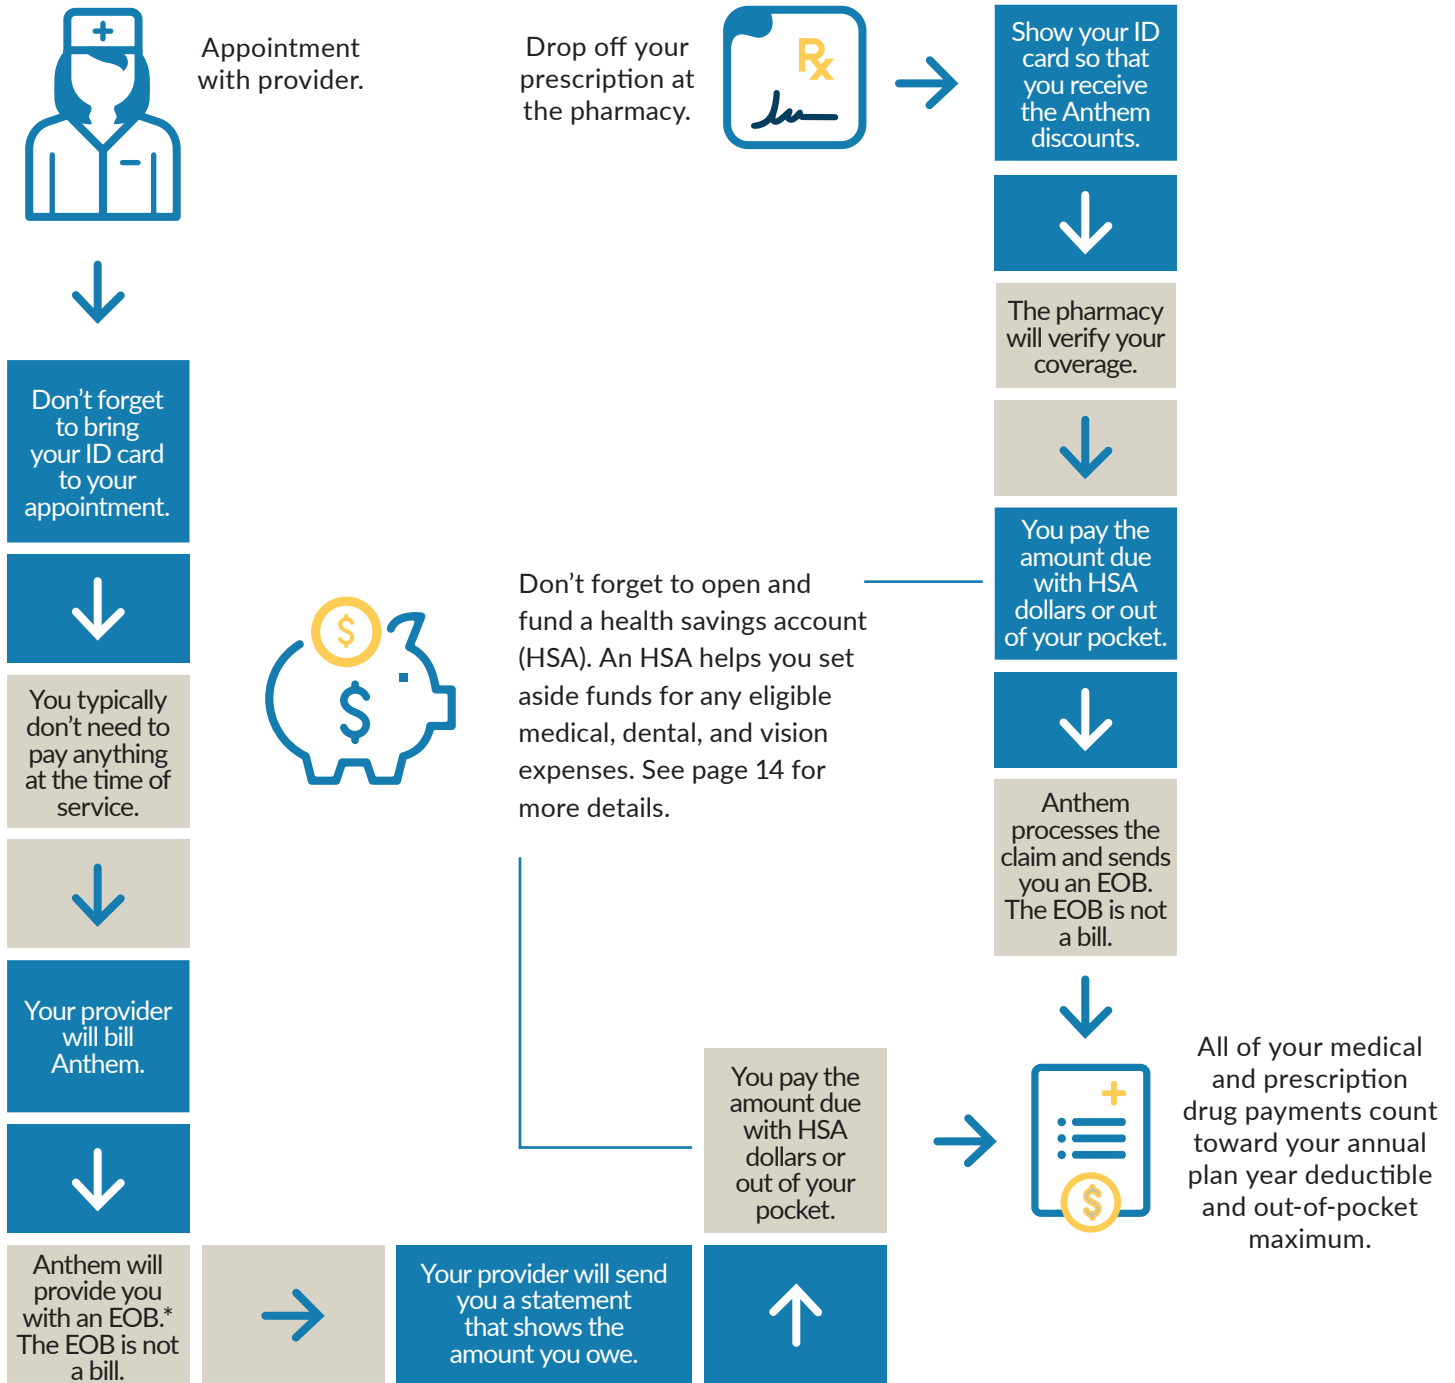 Appointment
with provider.
Don’t forget
to bring
your ID card
to your
appointment.
You typically
don’t need to
pay anything
at the time of
service.
Your provider
will bill
Anthem.
Anthem will
provide you
with an EOB.*
The EOB is not
a bill.
Your provider will send
you a statement
that shows the
amount you owe.
You pay the
amount due
with HSA
dollars or
out of your
pocket.
$
$
Don’t forget to open and
fund a health savings account
(HSA). An HSA helps you set
aside funds for any eligible
medical, dental, and vision
expenses. See page 14 for
more details.
Drop off your
prescription at
the pharmacy.
Rx
Show your ID
card so that
you receive
the Anthem
discounts.
The pharmacy
will verify your
coverage.
You pay the
amount due
with HSA
dollars or out
of your pocket.
Anthem
processes the
claim and sends
you an EOB.
The EOB is not
a bill.
$
All of your medical
and prescription
drug payments count
toward your annual
plan year deductible
and out-of-pocket
maximum.